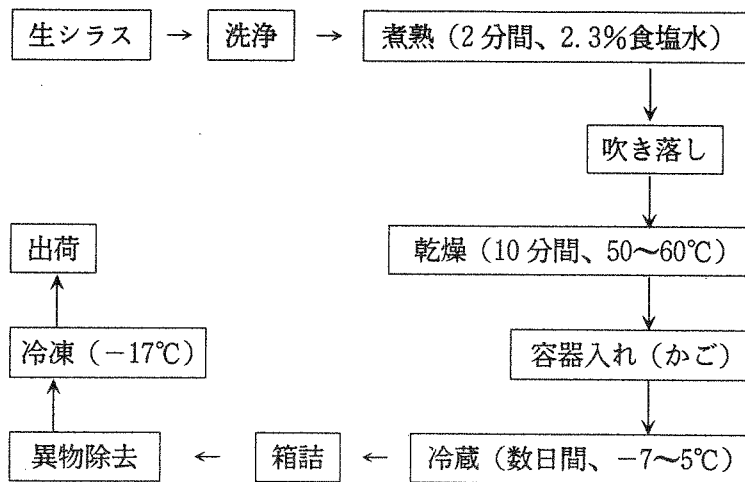 生シラス → 洗浄 → 煮熟（2分間、2.3％食塩水）
吹き落し
乾燥（10分間、50～60℃）
容器入れ（かご）
冷蔵（数日間、－7～5℃）
箱詰
異物除去
冷凍（－17℃）
出荷